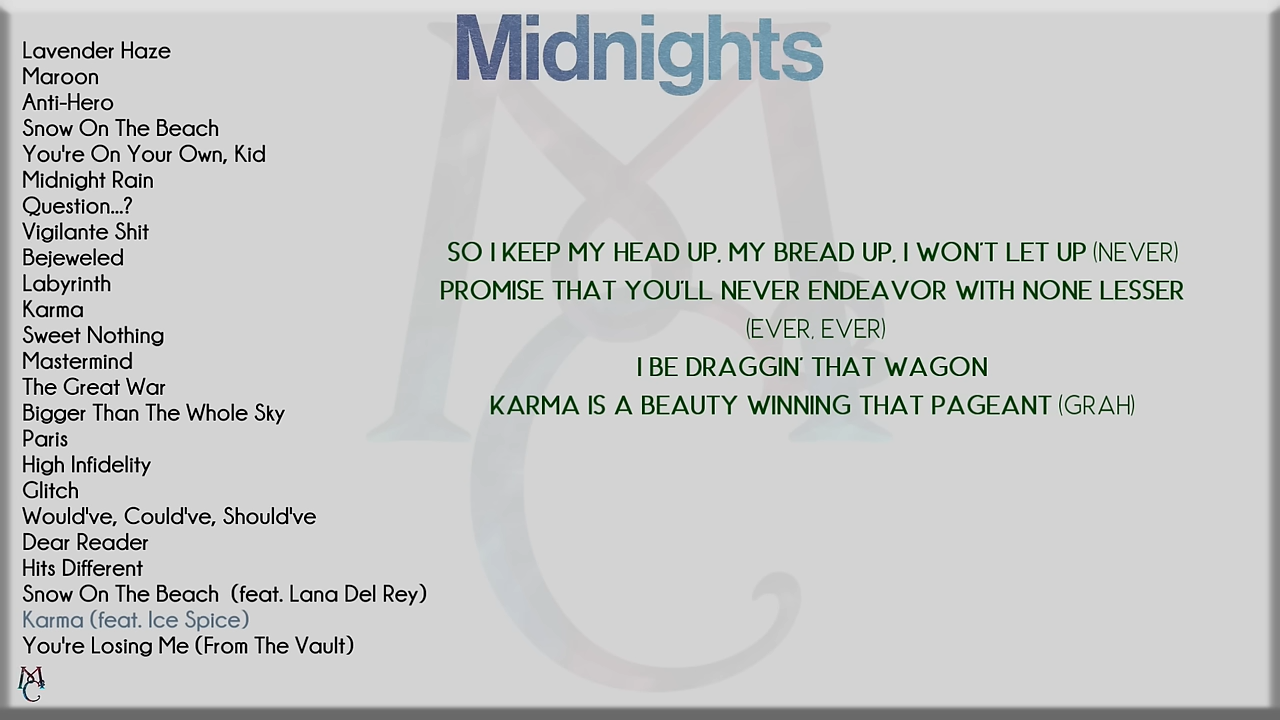 Midnights
Lavender Haze
Maroon
Anti-Hero
Snow On The Beach
You're On Your Own, Kid
Midnight Rain
Question...?
Vigilante Shit
Bejeweled
Labyrinth
Karma
Sweet Nothing
Mastermind
The Great War
Bigger Than The Whole Sky
Paris
High Infidelity
Glitch
Would've, Could've, Should've
Dear Reader
Hits Different
Snow On The Beach (feat. Lana Del Rey)
Karma (feat. Ice Spice)
You're Losing Me (From The Vault)
SO I KEEP MY HEAD UP, MY BREAD UP, I WON'T LET UP (NEVER)
PROMISE THAT YOU'LL NEVER ENDEAVOR WITH NONE LESSER
(EVER, EVER)
I BE DRAGGIN' THAT WAGON
KARMA IS A BEAUTY WINNING THAT PAGEANT (GRAH)